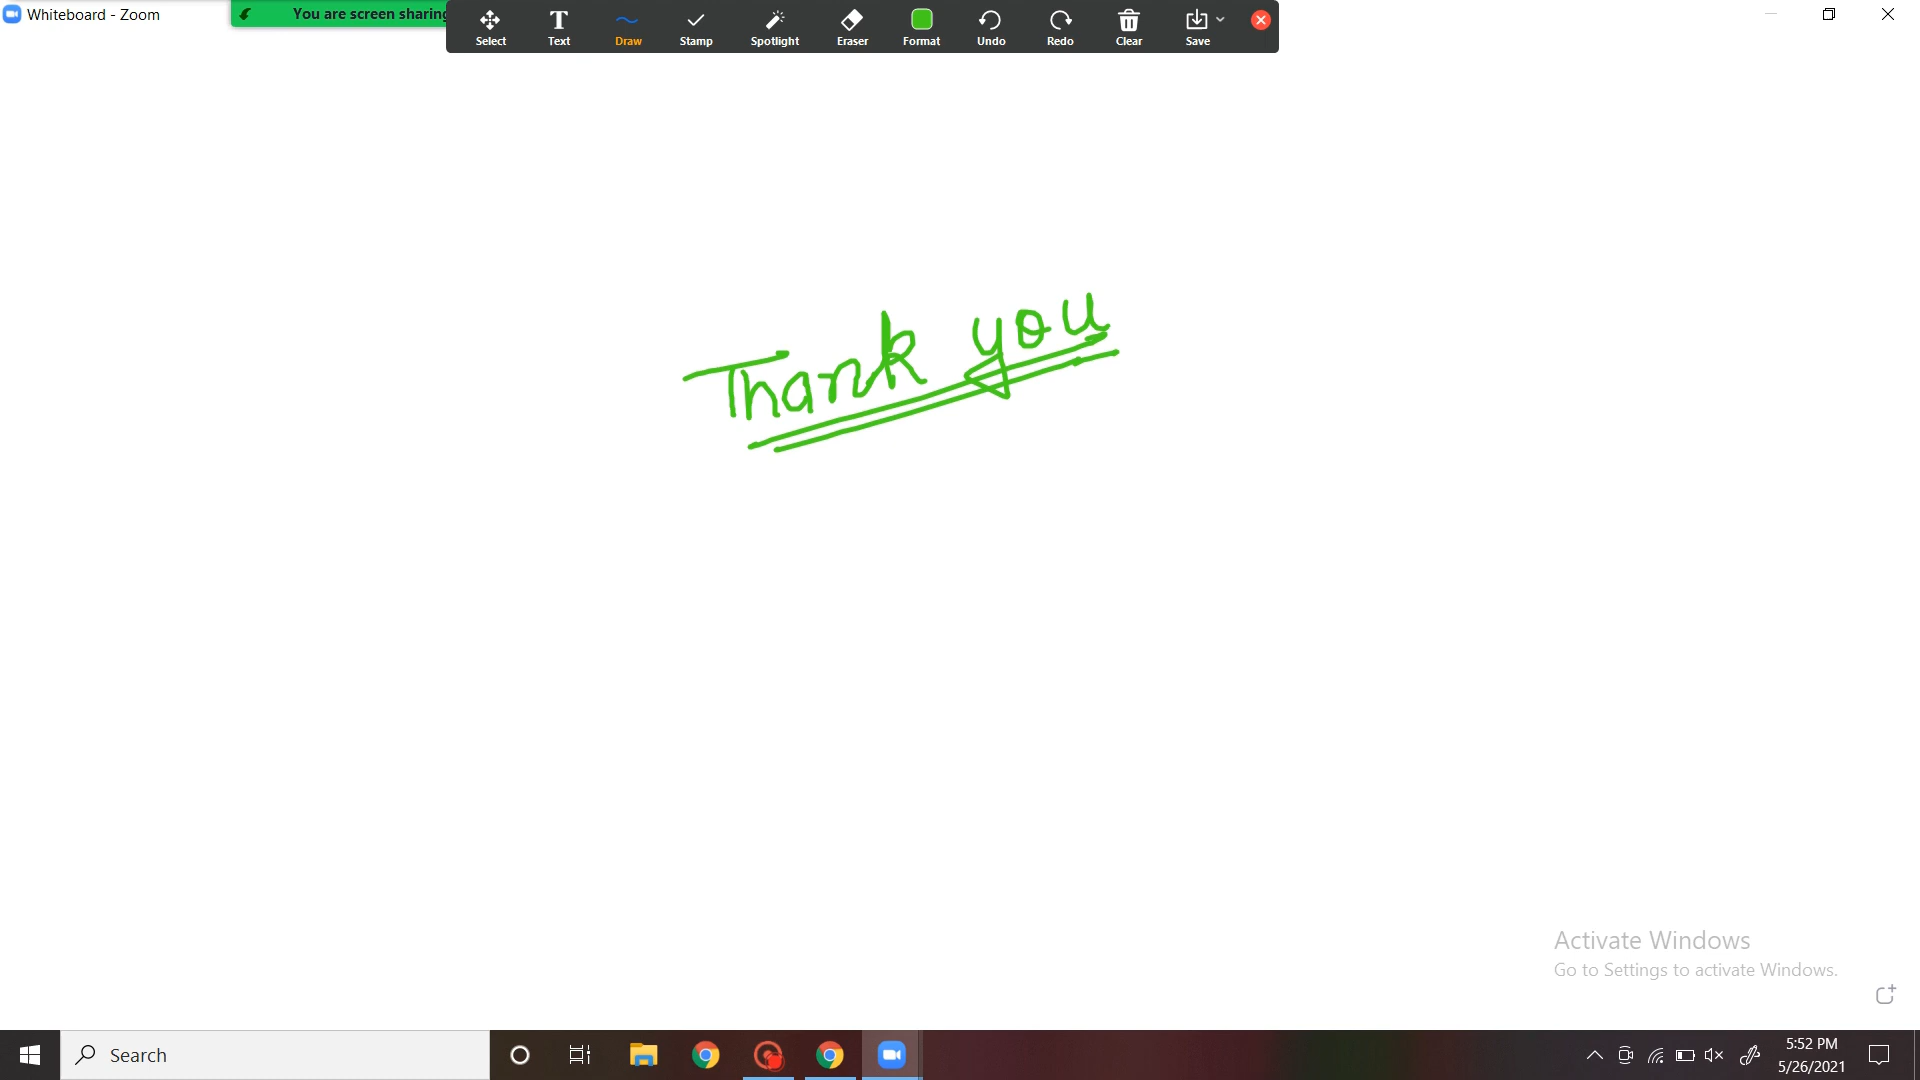 Whiteboard - Zoom
You are screen sharing
Select Text Draw Stamp Spotlight Eraser Format Undo Redo Clear Save
Thank you
Activate Windows
Go to Settings to activate Windows.
Search
5:52 PM
5/26/2021